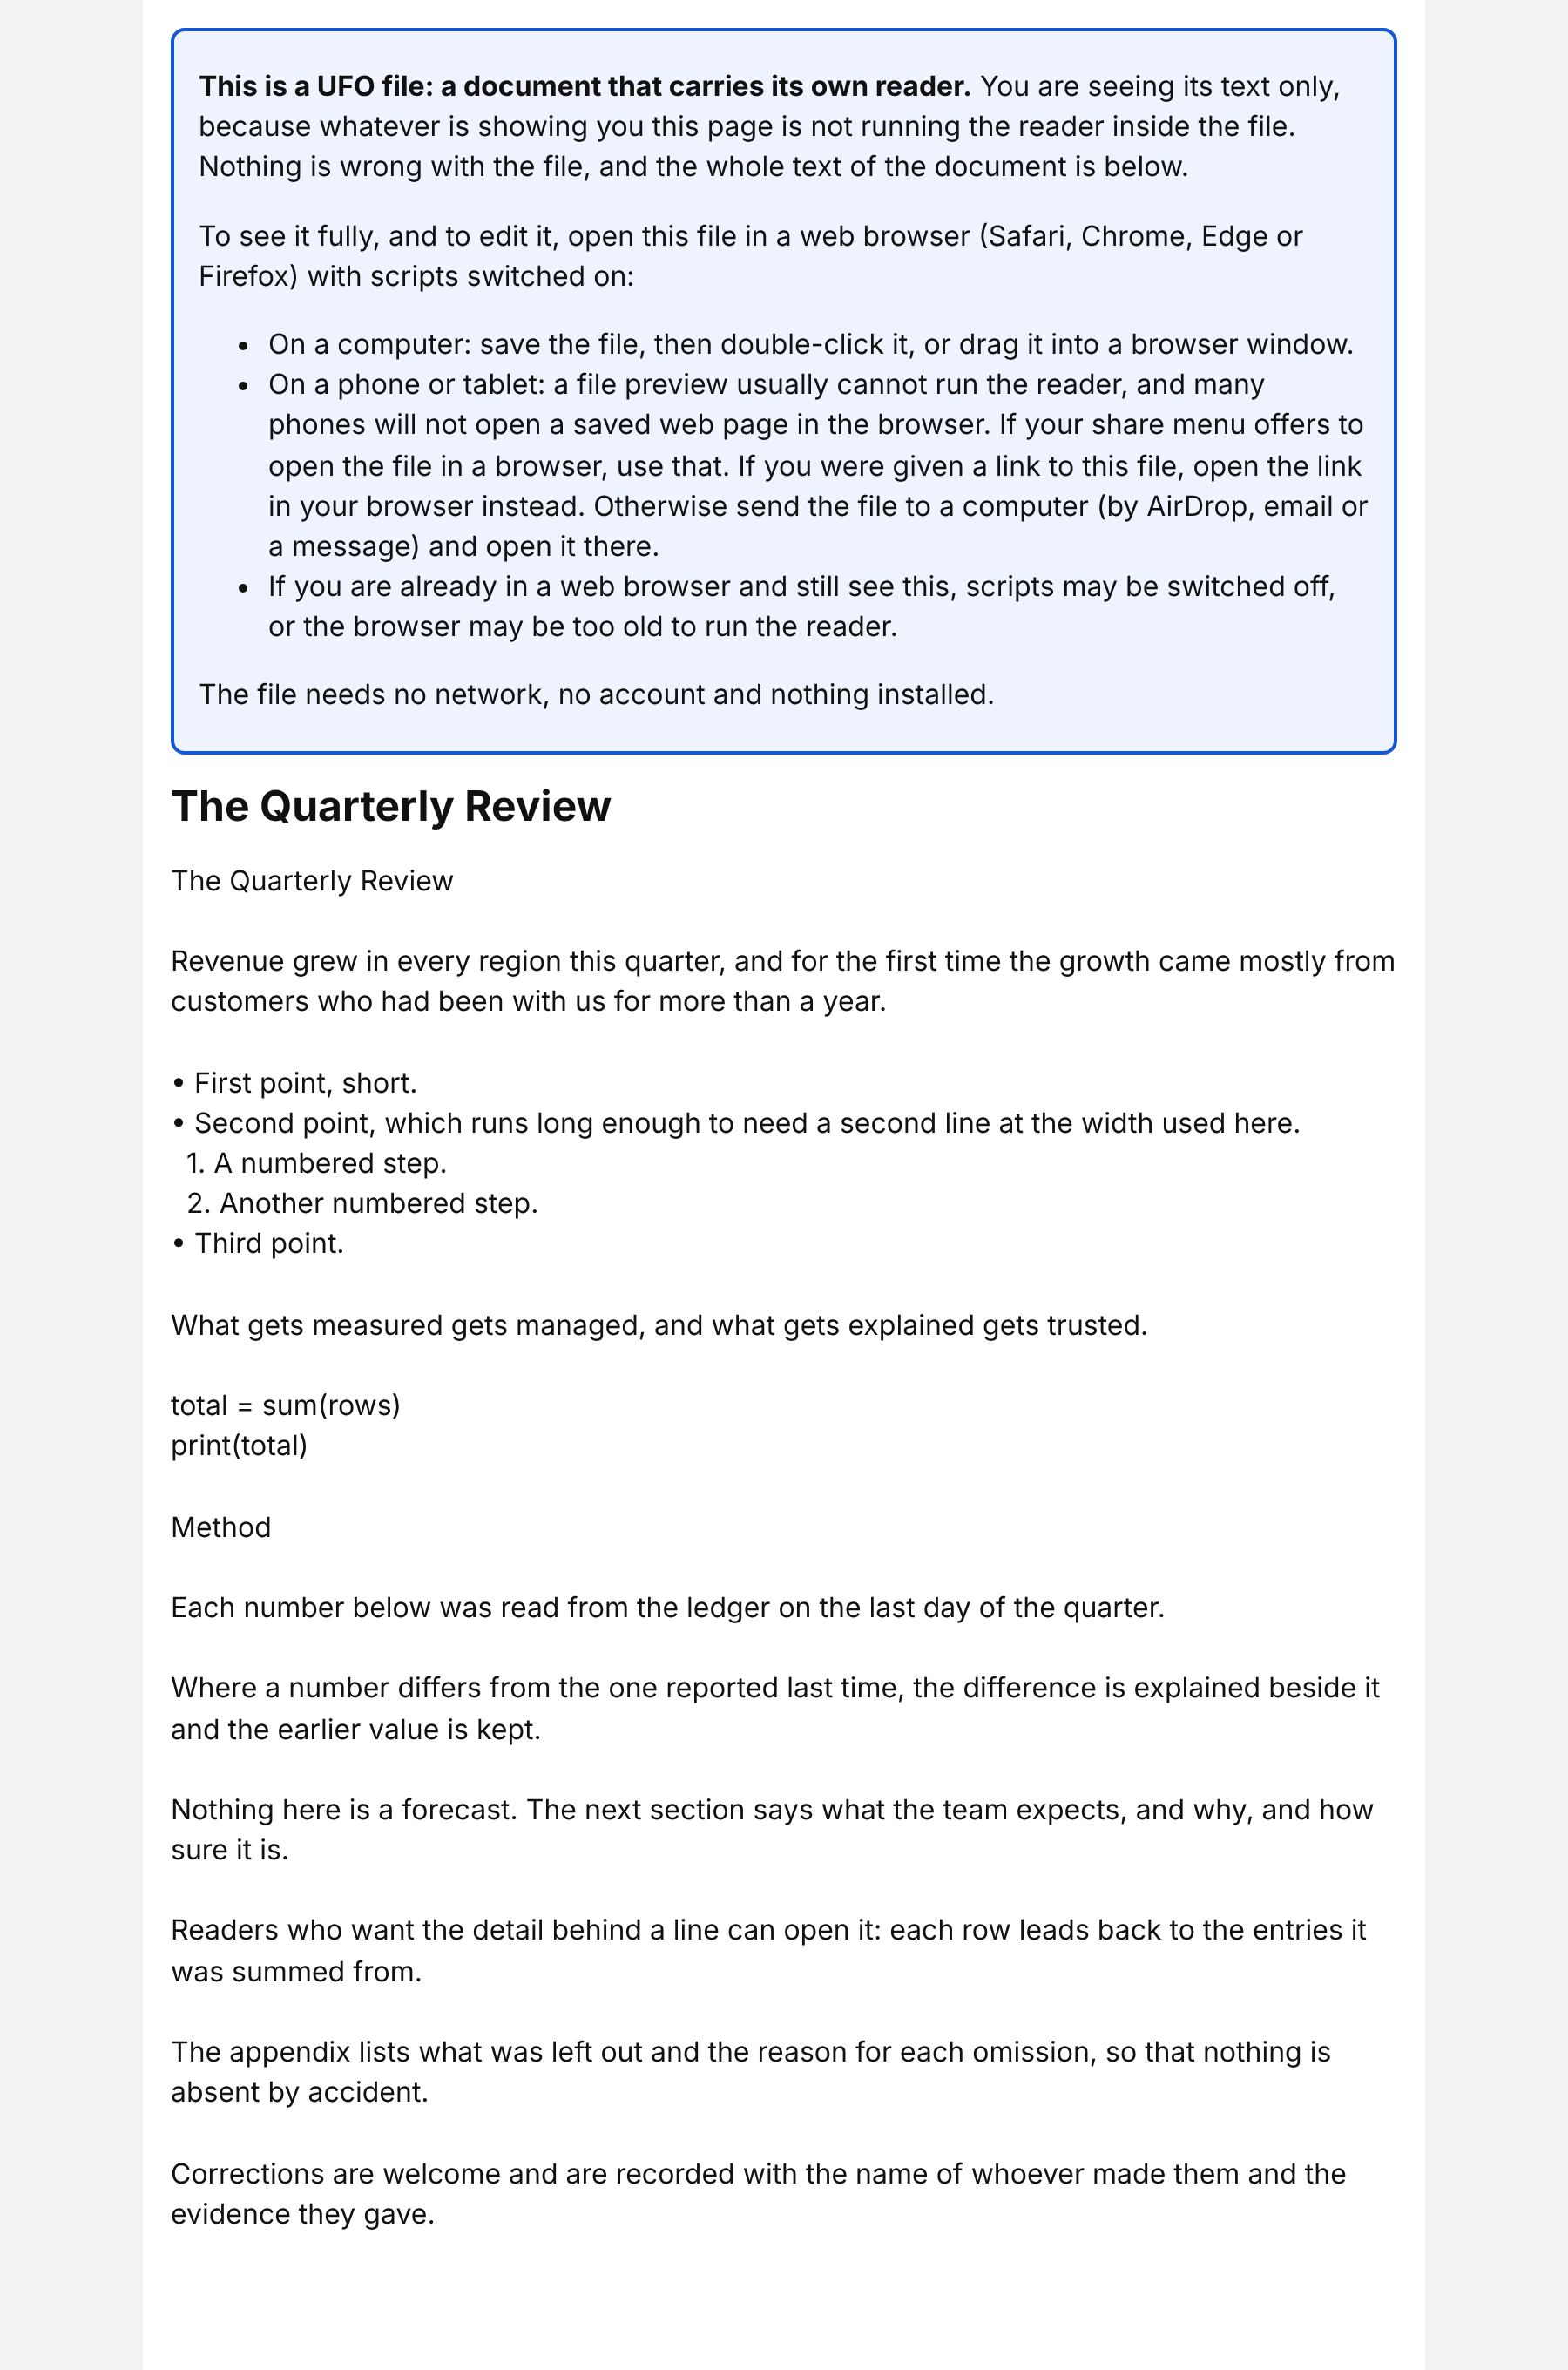 This is a UFO file: a document that carries its own reader. You are seeing its text only,
because whatever is showing you this page is not running the reader inside the file.
Nothing is wrong with the file, and the whole text of the document is below.
To see it fully, and to edit it, open this file in a web browser (Safari, Chrome, Edge or
Firefox) with scripts switched on:
• On a computer: save the file, then double-click it, or drag it into a browser window.
• On a phone or tablet: a file preview usually cannot run the reader, and many
phones will not open a saved web page in the browser. If your share menu offers to
open the file in a browser, use that. If you were given a link to this file, open the link
in your browser instead. Otherwise send the file to a computer (by AirDrop, email or
a message) and open it there.
• If you are already in a web browser and still see this, scripts may be switched off,
or the browser may be too old to run the reader.
The file needs no network, no account and nothing installed.
The Quarterly Review
The Quarterly Review
Revenue grew in every region this quarter, and for the first time the growth came mostly from
customers who had been with us for more than a year.
• First point, short.
• Second point, which runs long enough to need a second line at the width used here.
1. A numbered step.
2. Another numbered step.
• Third point.
What gets measured gets managed, and what gets explained gets trusted.
total = sum(rows)
print(total)
Method
Each number below was read from the ledger on the last day of the quarter.
Where a number differs from the one reported last time, the difference is explained beside it
and the earlier value is kept.
Nothing here is a forecast. The next section says what the team expects, and why, and how
sure it is.
Readers who want the detail behind a line can open it: each row leads back to the entries it
was summed from.
The appendix lists what was left out and the reason for each omission, so that nothing is
absent by accident.
Corrections are welcome and are recorded with the name of whoever made them and the
evidence they gave.